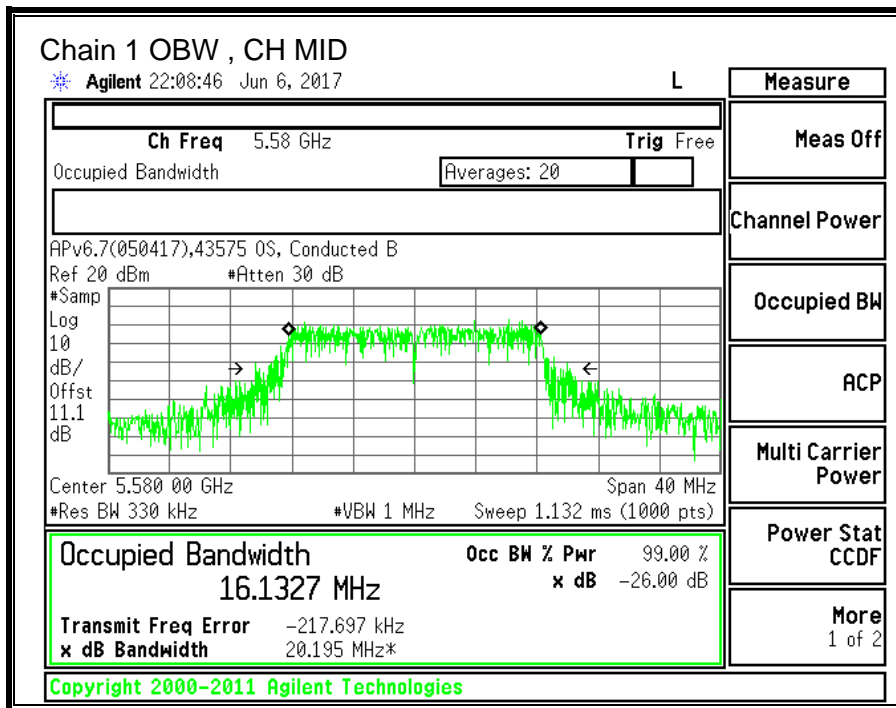 Chain 1 OBW , CH MID
Agilent 22:08:46 Jun 6, 2017 L
Measure
Ch Freq 5.58 GHz Trig Free
Occupied Bandwidth Averages: 20
APv6.7(050417),43575 OS, Conducted B
Ref 20 dBm #Atten 30 dB
#Samp
Log
10
dB/
Offst
11.1
dB
Center 5.580 00 GHz Span 40 MHz
#Res BW 330 kHz #VBW 1 MHz Sweep 1.132 ms (1000 pts)
Occupied Bandwidth
16.1327 MHz
Occ BW % Pwr 99.00 %
x dB -26.00 dB
Transmit Freq Error -217.697 kHz
x dB Bandwidth 20.195 MHz*
Meas Off
Channel Power
Occupied BW
ACP
Multi Carrier
Power
Power Stat
CCDF
More
1 of 2
Copyright 2000-2011 Agilent Technologies